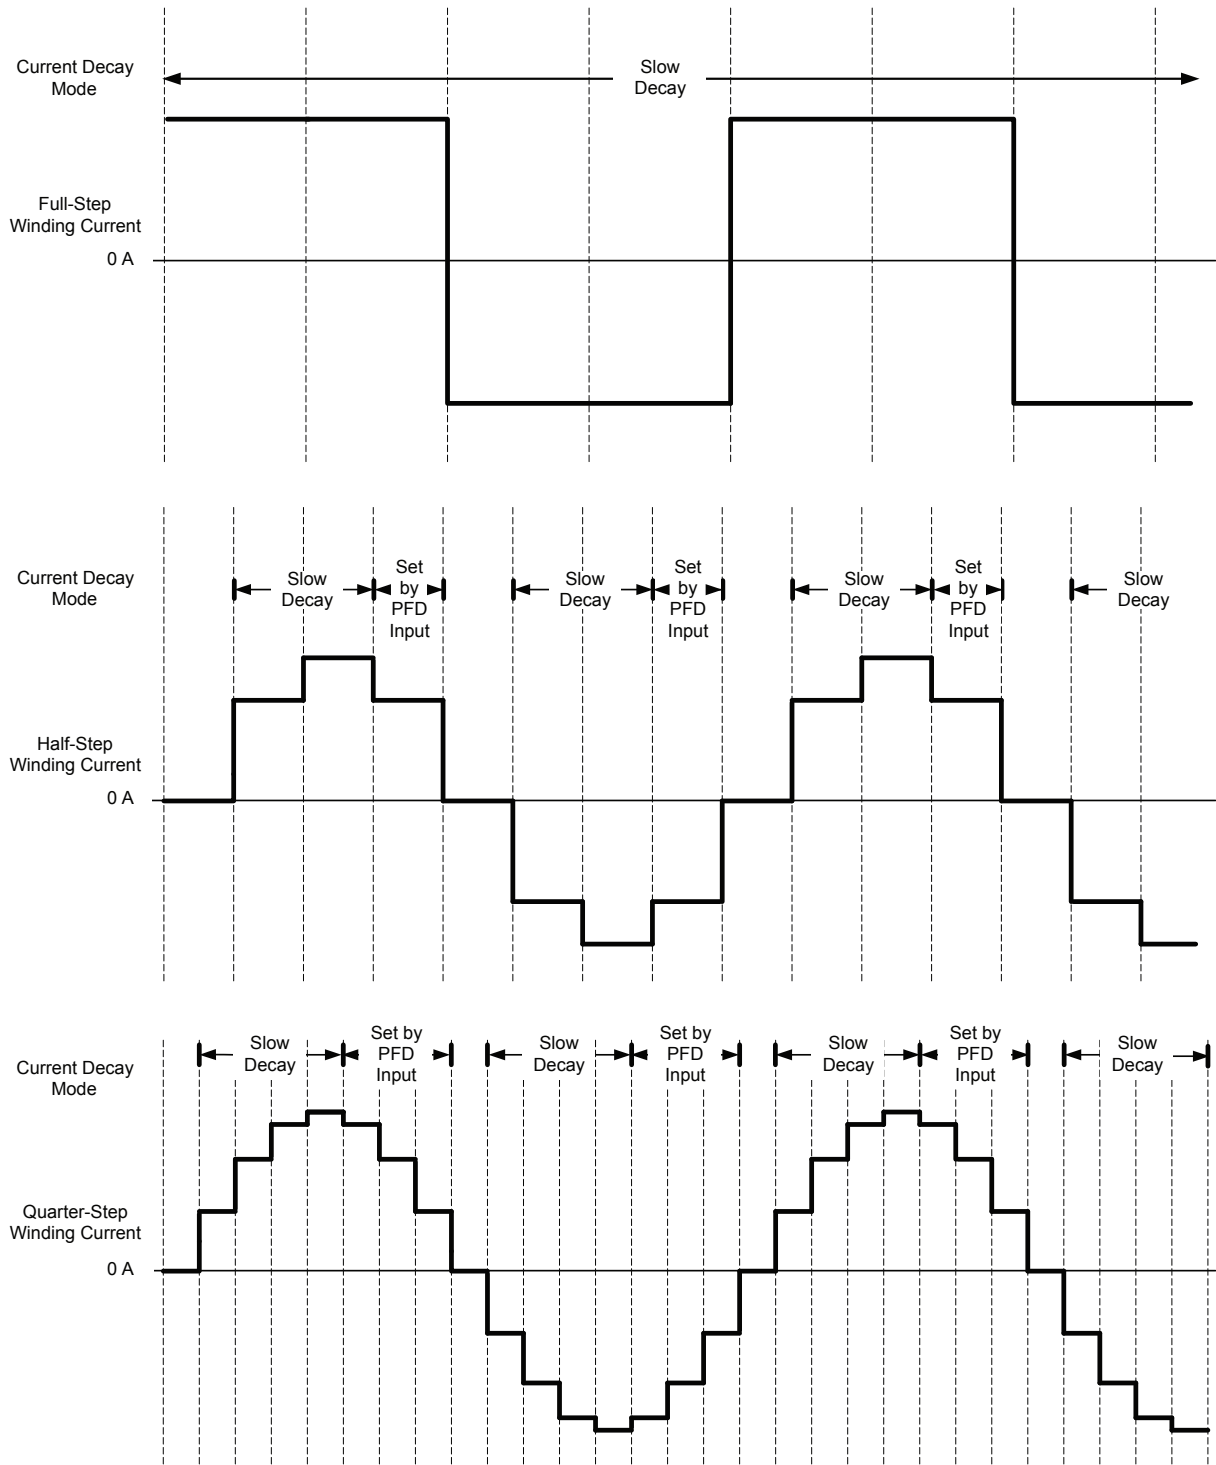 Current Decay
Mode
Slow
Decay
Full-Step
Winding Current
0 A
Current Decay
Mode
Slow
Decay
Set
by
PFD
Input
Slow
Decay
Set
by
PFD
Input
Slow
Decay
Set
by
PFD
Input
Slow
Decay
Half-Step
Winding Current
0 A
Current Decay
Mode
Slow
Decay
Set by
PFD
Input
Slow
Decay
Set by
PFD
Input
Slow
Decay
Set by
PFD
Input
Slow
Decay
Quarter-Step
Winding Current
0 A